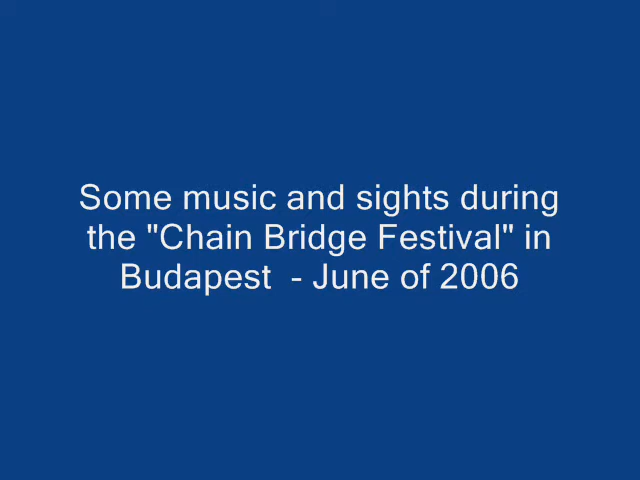 Some music and sights during
the "Chain Bridge Festival" in
Budapest  - June of 2006